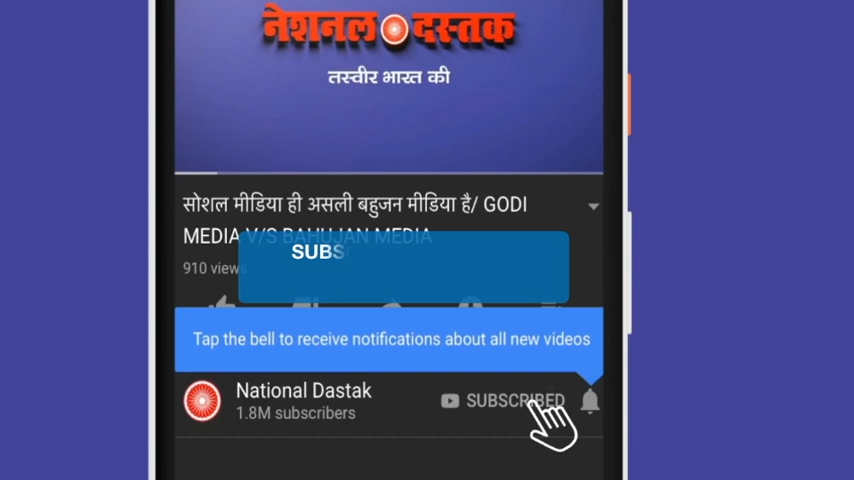 नेशनल दस्तक
तस्वीर भारत की
सोशल मीडिया ही असली बहुजन मीडिया है/ GODI
MEDIA V/S BAHUJAN MEDIA
SUBS
910 views
Tap the bell to receive notifications about all new videos
National Dastak
SUBSCRIBED
1.8M subscribers